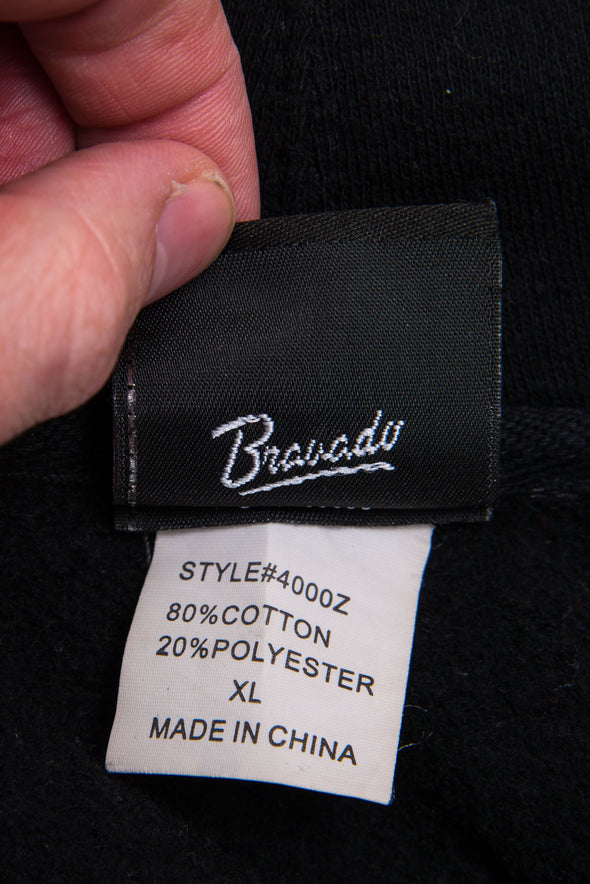 Bravado
STYLE#4000Z
80%COTTON
20%POLYESTER
XL
MADE IN CHINA